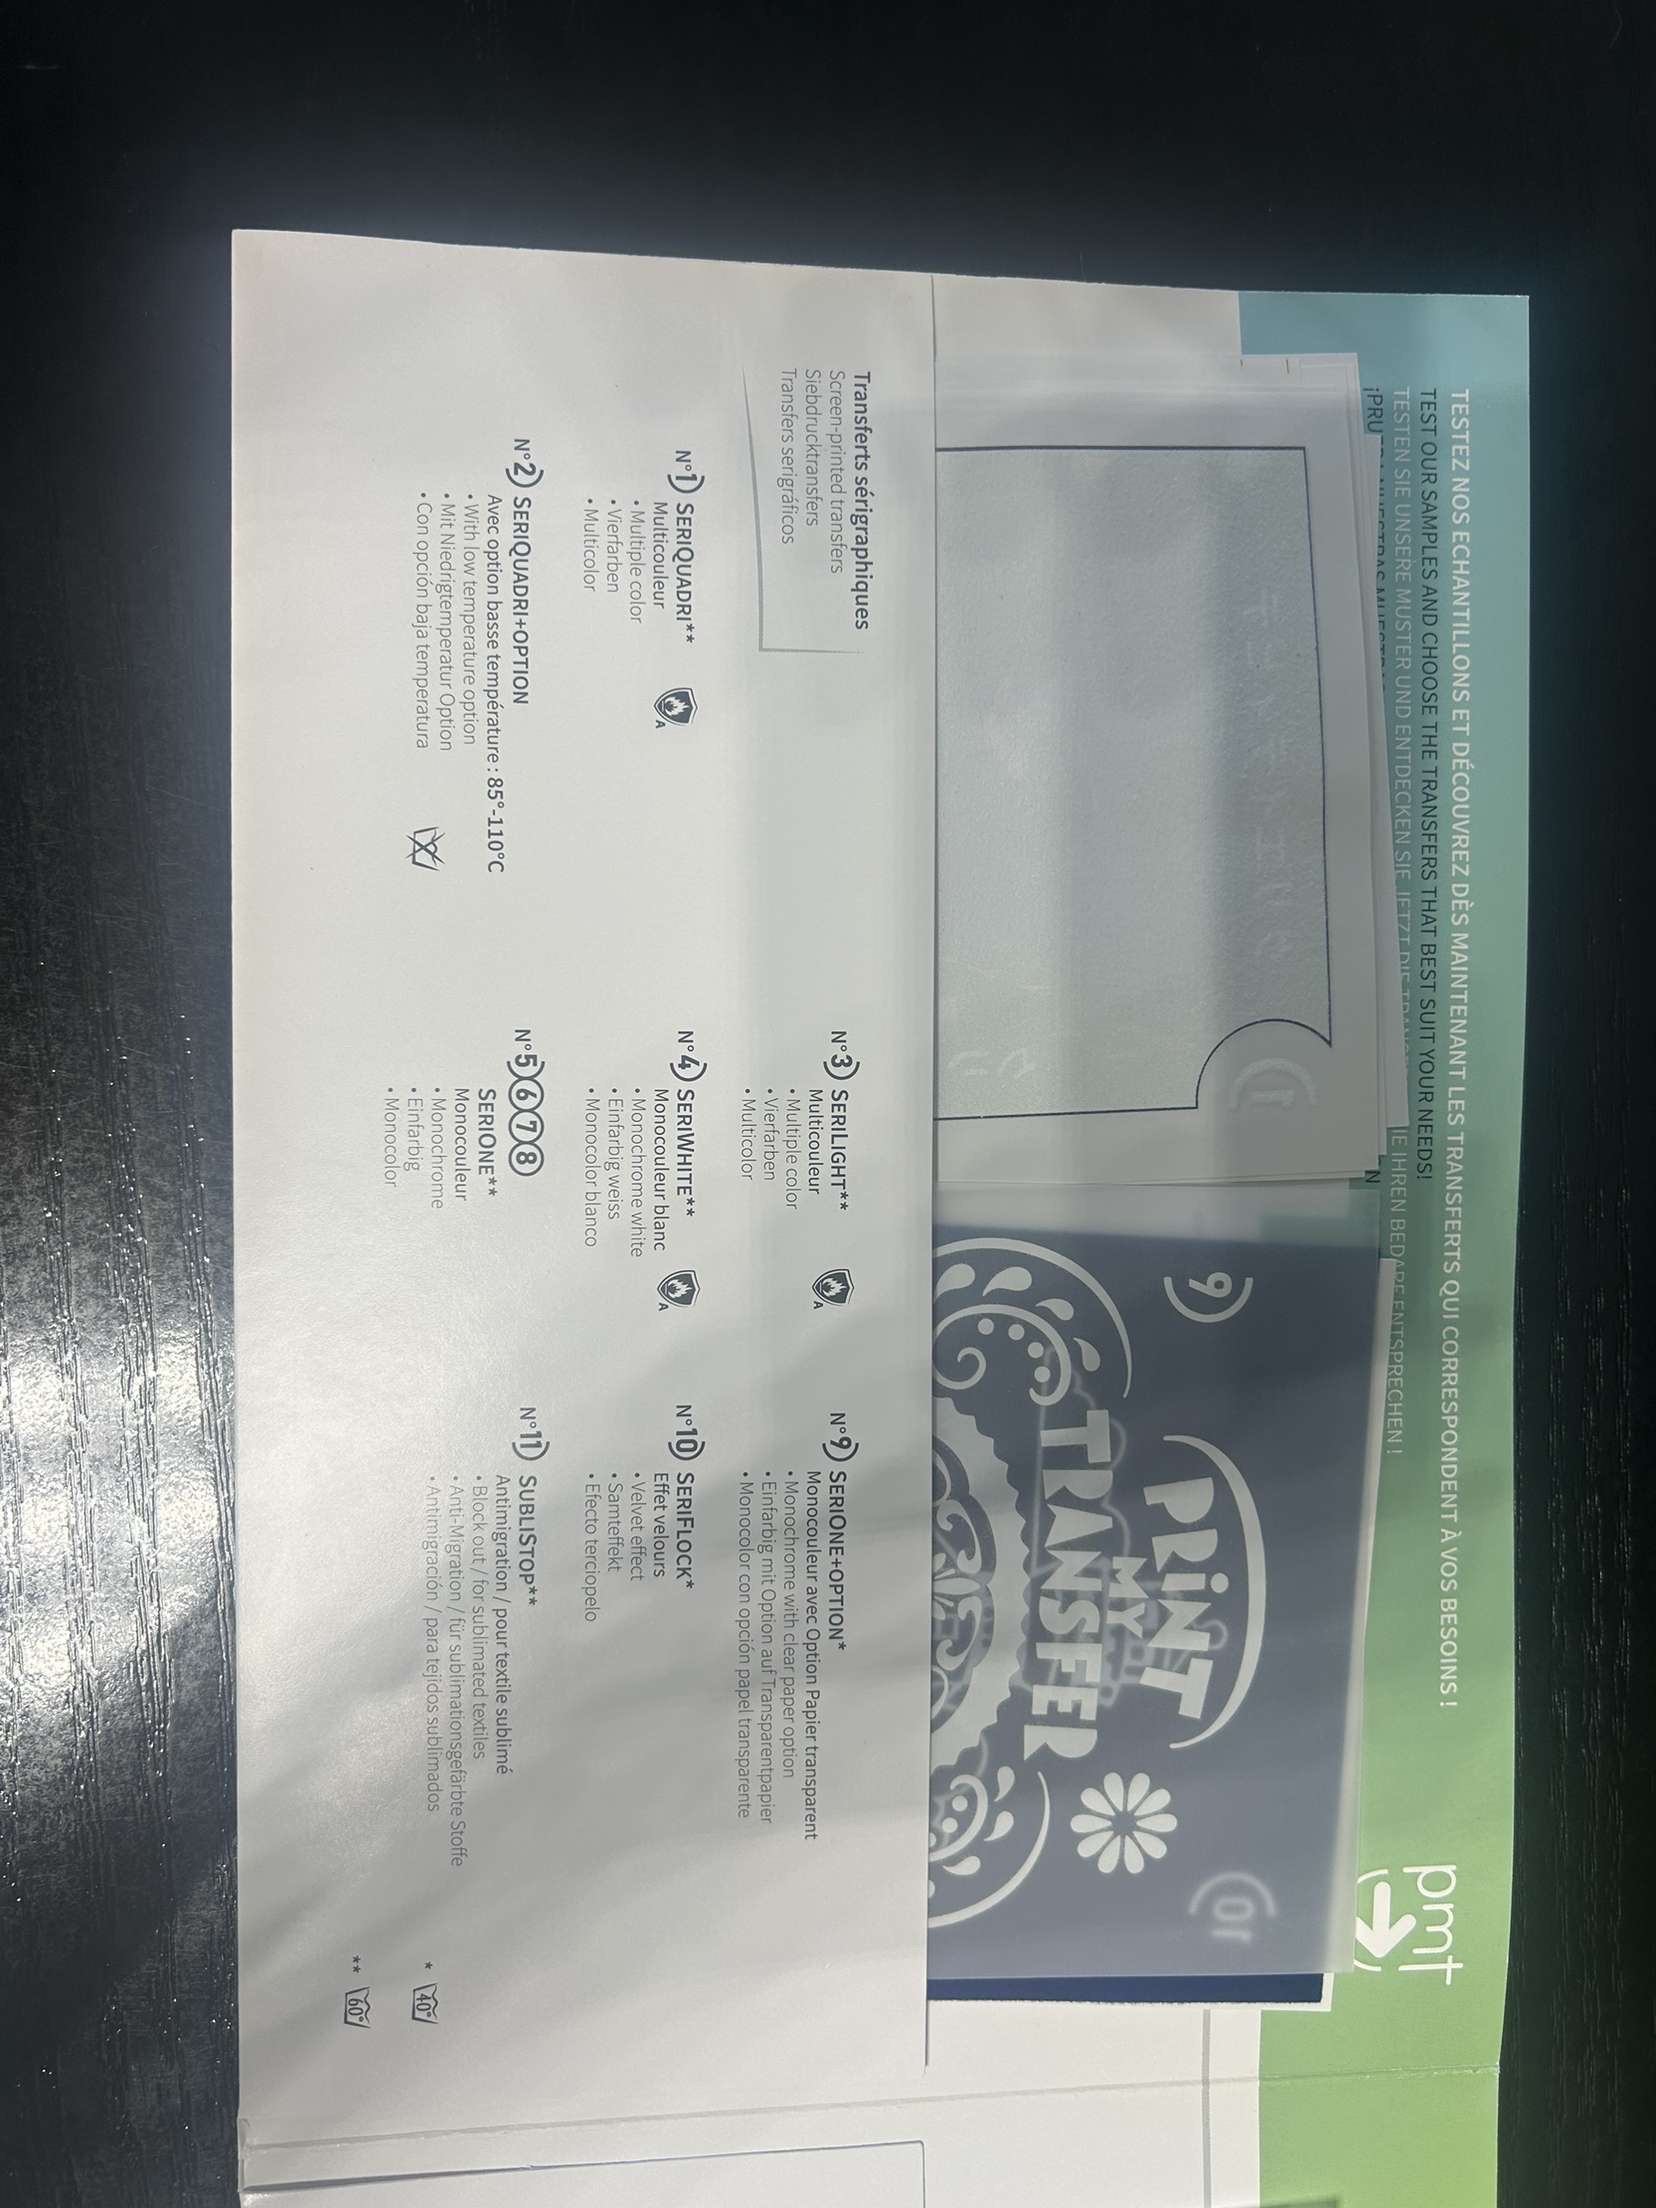 TESTEZ NOS ECHANTILLONS ET DÉCOUVREZ DÈS MAINTENANT LES TRANSFERTS QUI CORRESPONDENT À VOS BESOINS !
TEST OUR SAMPLES AND CHOOSE THE TRANSFERS THAT BEST SUIT YOUR NEEDS!
TESTEN SIE UNSERE MUSTER UND ENTDECKEN SIE JETZT DIE IHREN BEDARF ENTSPRECHEN !
NUESTRAS
pmt
1
9
10
PRiNT
MY
TRANSFER
Transferts sérigraphiques
Screen-printed transfers
Siebdrucktransfers
Transfers serigráficos
N°1 SERIQUADRI**
Multicouleur
• Multiple color
• Vierfarben
• Multicolor
A
N°2 SERIQUADRI+OPTION
Avec option basse température : 85°-110°C
• With low temperature option
• Mit Niedrigtemperatur Option
• Con opción baja temperatura
N°3 SERILIGHT**
Multicouleur
• Multiple color
• Vierfarben
• Multicolor
A
N°4 SERIWHITE**
Monocouleur blanc
• Monochrome white
• Einfarbig weiss
• Monocolor blanco
A
N°5 6 7 8
SERIONE**
Monocouleur
• Monochrome
• Einfarbig
• Monocolor
N°9 SERIONE+OPTION*
Monocouleur avec Option Papier transparent
• Monochrome with clear paper option
• Einfarbig mit Option auf Transparentpapier
• Monocolor con opción papel transparente
N°10 SERIFLOCK*
Effet velours
• Velvet effect
• Samteffekt
• Efecto terciopelo
N°11 SUBLISTOP**
Antimigration / pour textile sublimé
• Block out / for sublimated textiles
• Anti-Migration / für sublimationsgefärbte Stoffe
• Antimigración / para tejidos sublimados
* 40°
** 60°